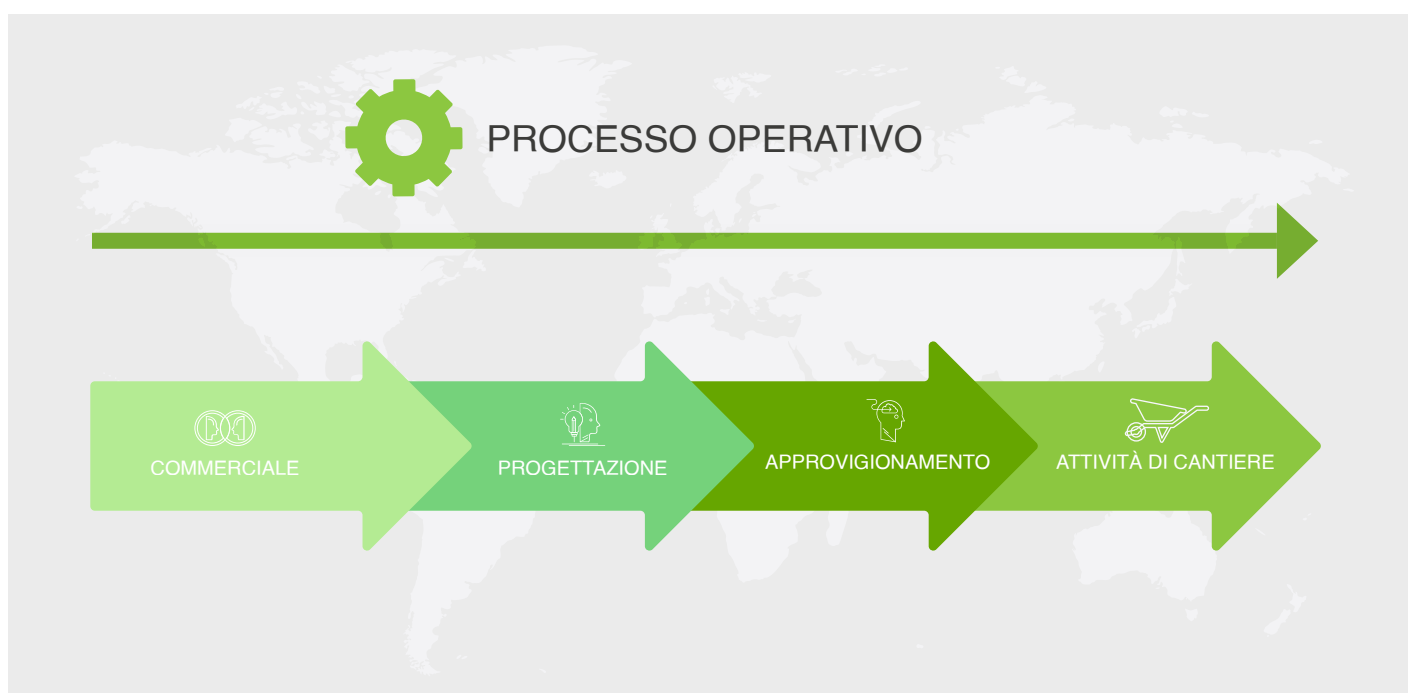 PROCESSO OPERATIVO
COMMERCIALE
PROGETTAZIONE
APPROVIGIONAMENTO
ATTIVITÀ DI CANTIERE